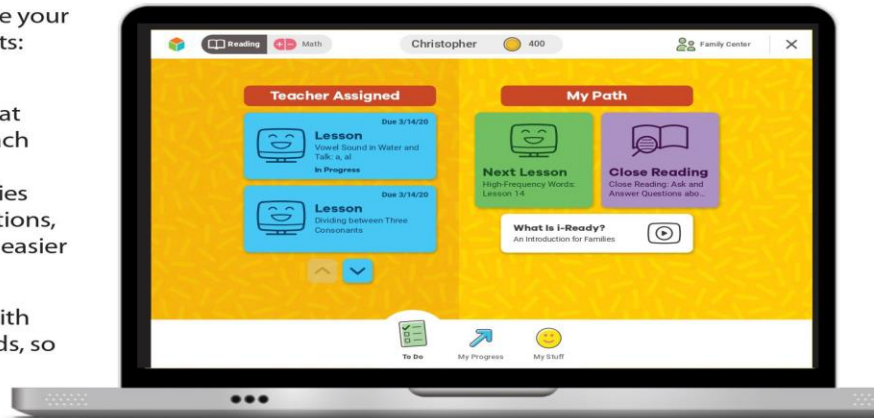 e your
ts:
at
ach
ies
tions,
easier
ith
ds, so
Reading
Math
Christopher
400
Family Center
Teacher Assigned
My Path
Due 3/14/20
Lesson
Vowel Sound in Water and
Talk: a, al
In Progress
Due 3/14/20
Lesson
Dividing between Three
Consonants
Next Lesson
High-Frequency Words:
Lesson 14
Close Reading
Close Reading: Ask and
Answer Questions abo...
What Is i-Ready?
An Introduction for Families
To Do
My Progress
My Stuff